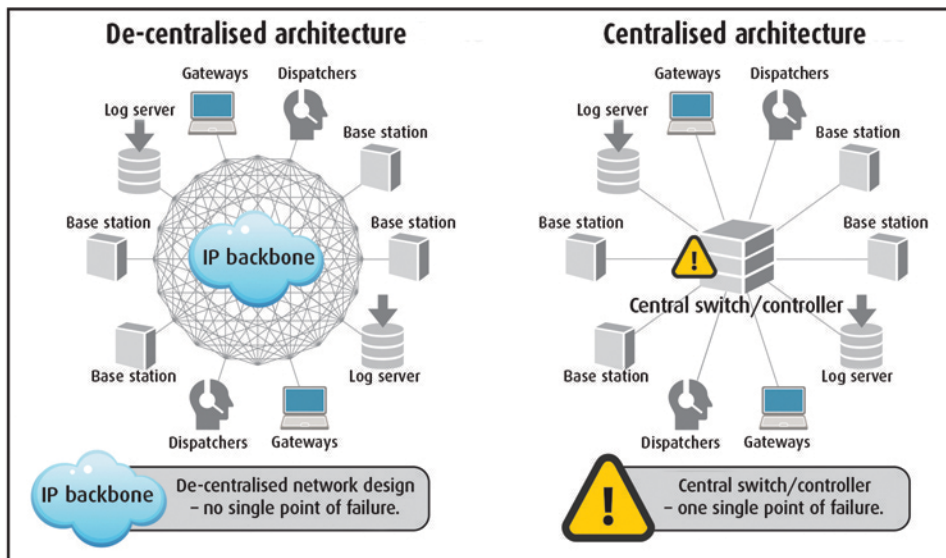 De-centralised architecture
Gateways
Dispatchers
Log server
Base station
Base station
Base station
IP backbone
Base station
Log server
Dispatchers
Gateways
IP backbone
De-centralised network design
– no single point of failure.
Centralised architecture
Gateways
Dispatchers
Log server
Base station
Base station
Base station
!
Central switch/controller
Base station
Log server
Dispatchers
Gateways
!
Central switch/controller
– one single point of failure.